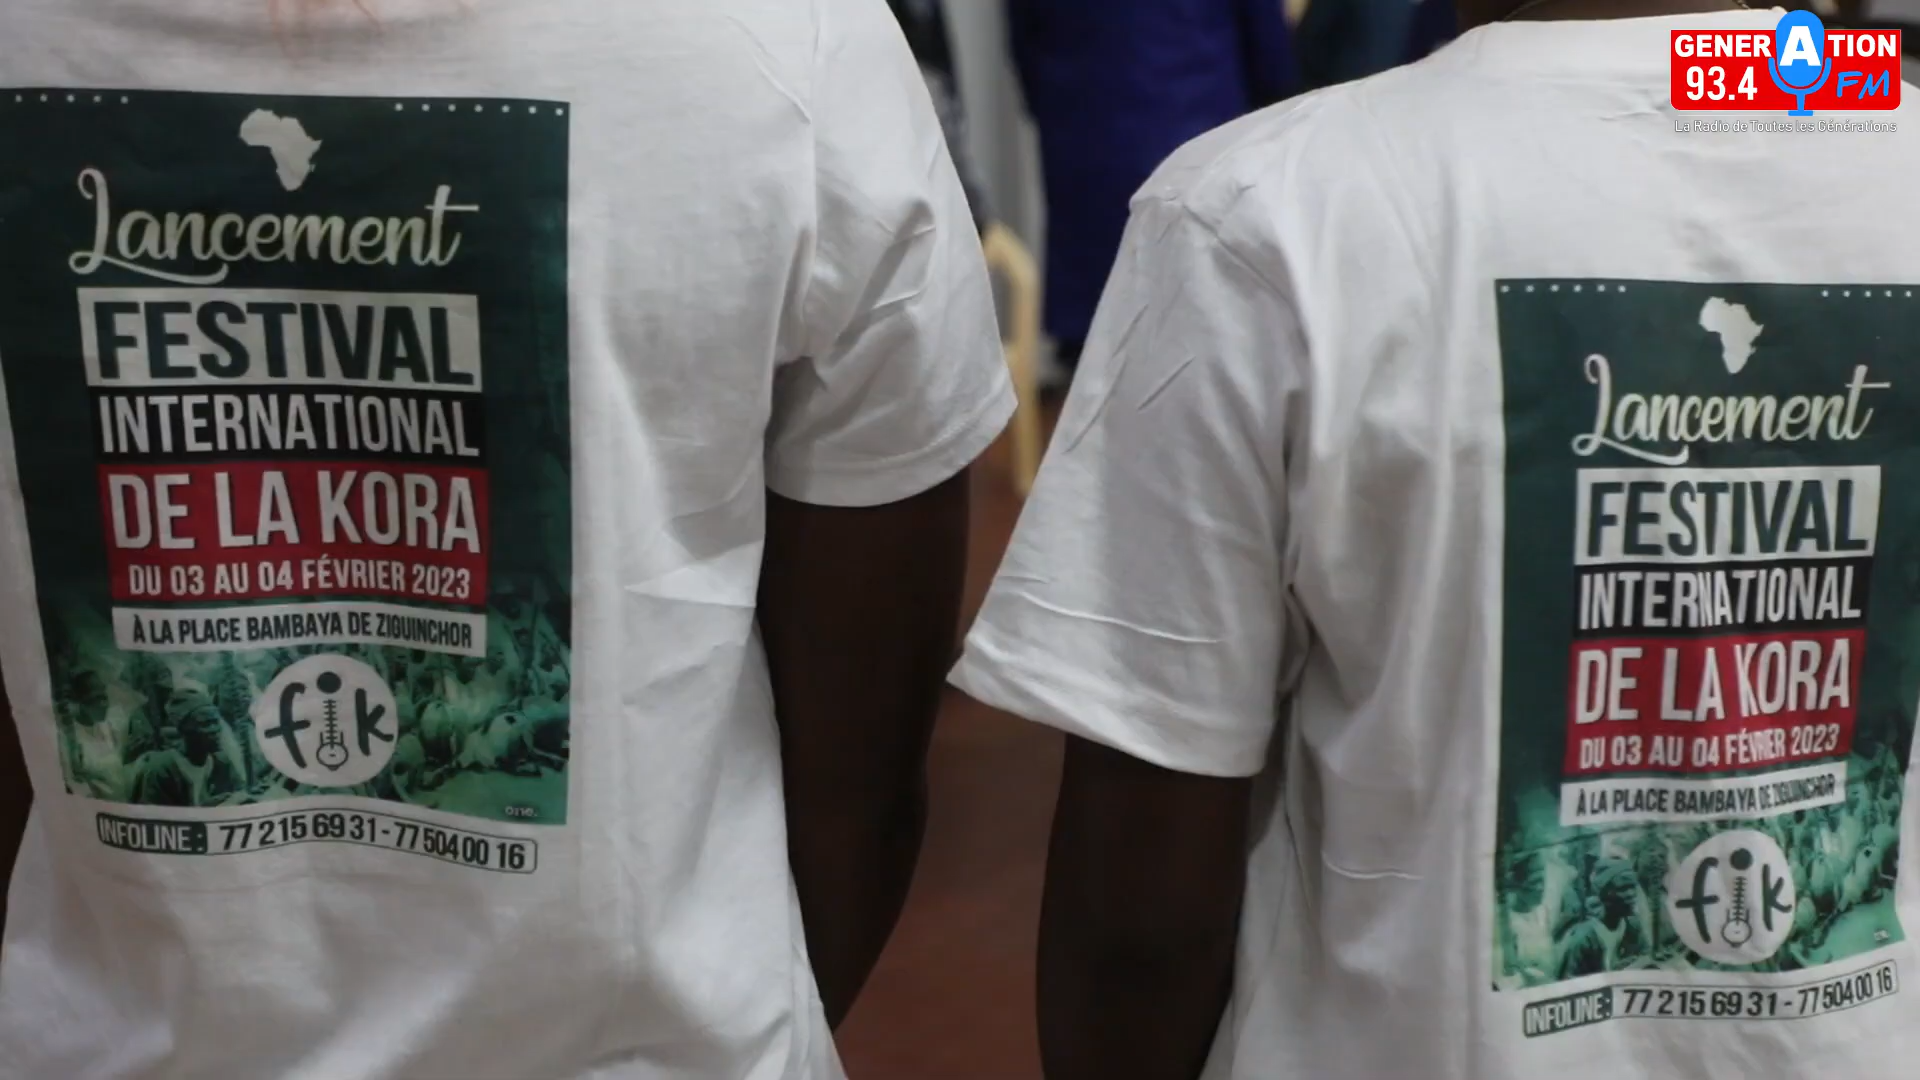 Lancement
FESTIVAL
INTERNATIONAL
DE LA KORA
DU 03 AU 04 FÉVRIER 2023
À LA PLACE BAMBAYA DE ZIGUINCHOR
fik
one.
INFOLINE : 77 215 69 31 - 77 504 00 16
Lancement
FESTIVAL
INTERNATIONAL
DE LA KORA
DU 03 AU 04 FÉVRIER 2023
À LA PLACE BAMBAYA DE ZIGUINCHOR
fik
INFOLINE : 77 215 69 31 - 77 504 00 16
GENERATION
93.4 FM
La Radio de Toutes les Générations